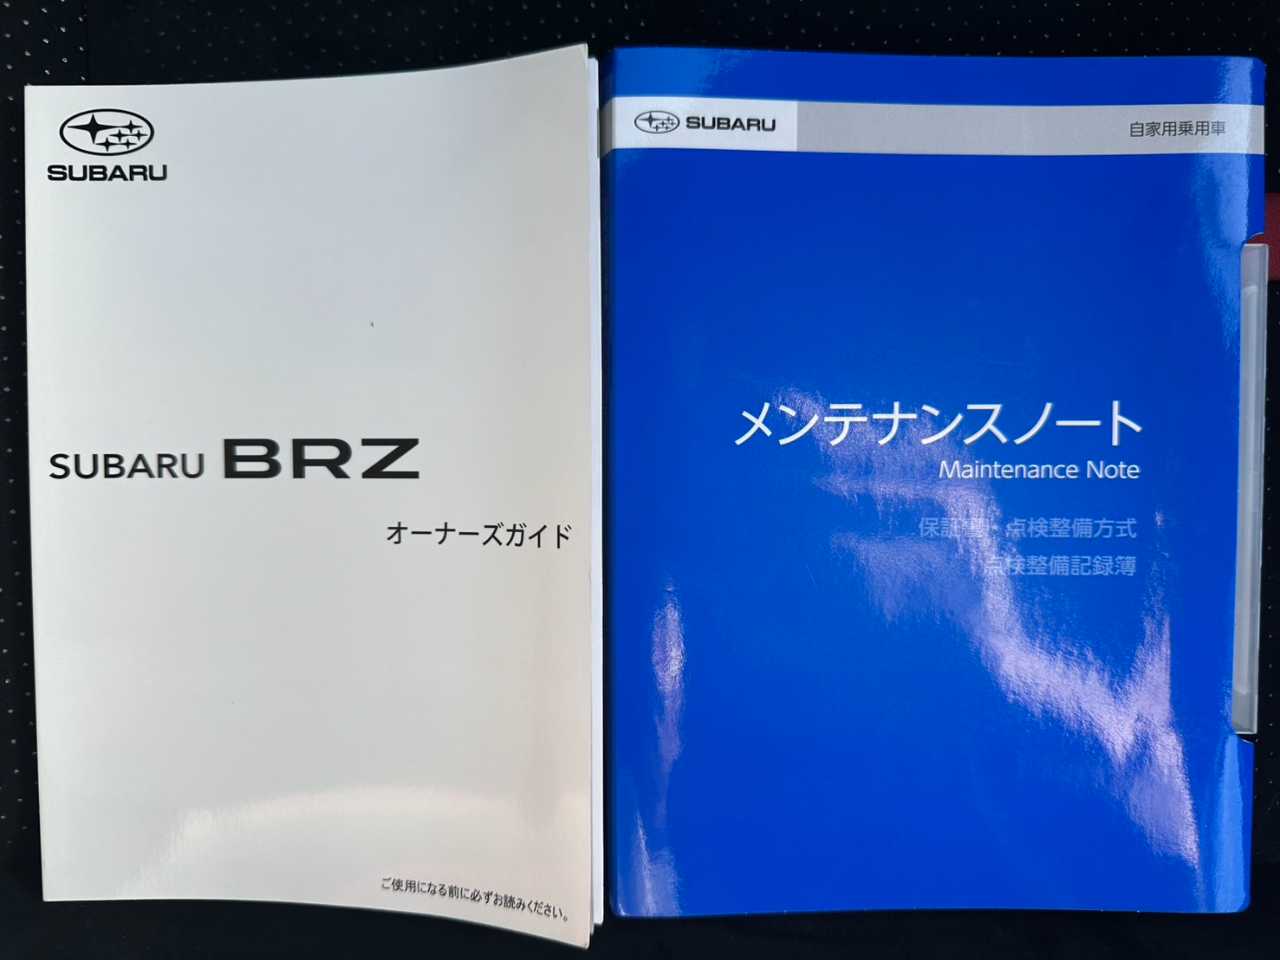 SUBARU
SUBARU BRZ
オーナーズガイド
ご使用になる前に必ずお読みください。
SUBARU
自家用乗用車
メンテナンスノート
Maintenance Note
保証書・点検整備方式
点検整備記録簿